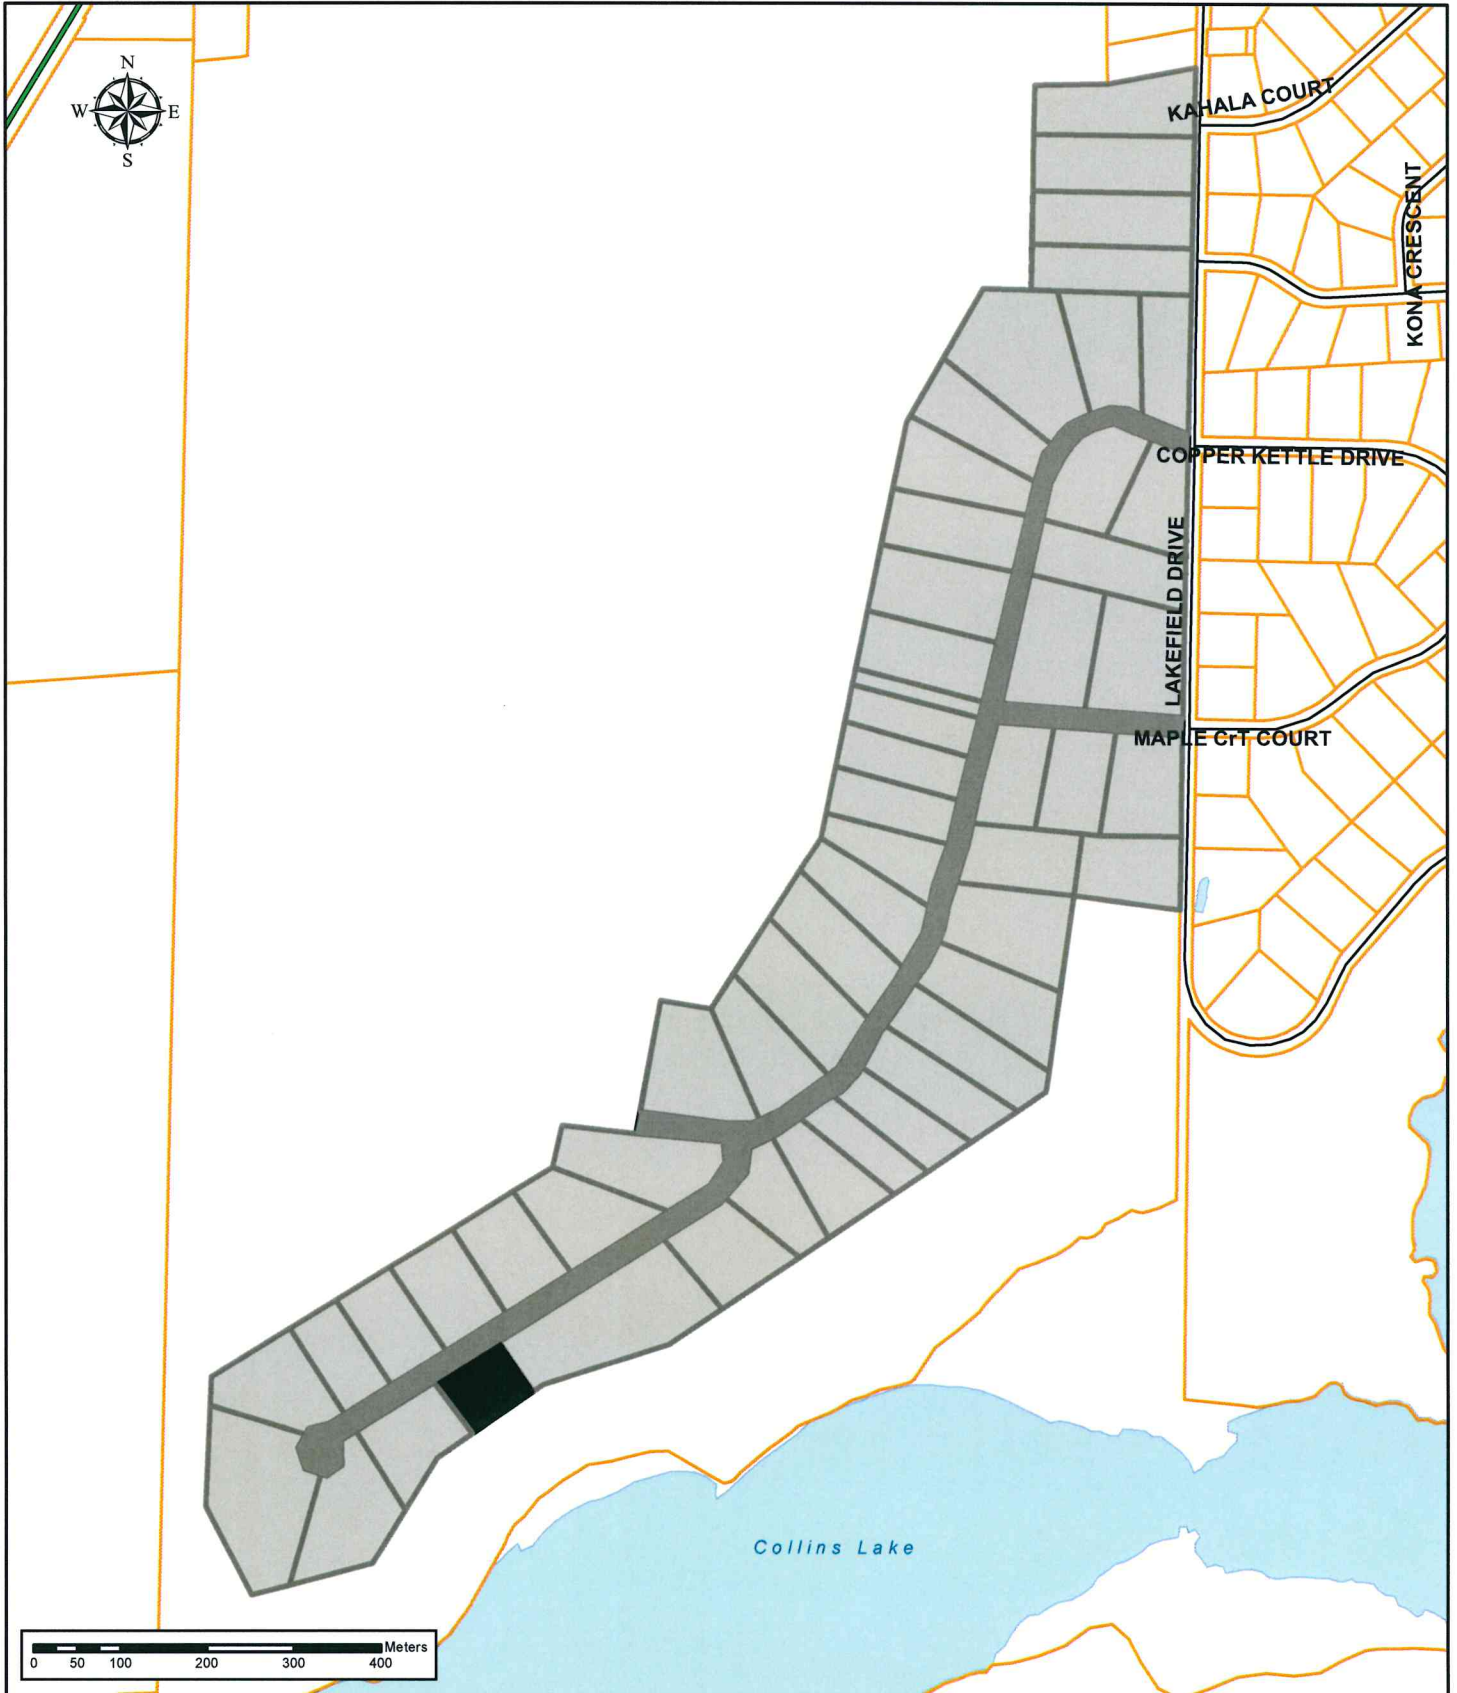 N
W E
S
KAHALA COURT
KONA CRESCENT
COPPER KETTLE DRIVE
LAKEFIELD DRIVE
MAPLE CrT COURT
Collins Lake
Meters
0 50 100 200 300 400